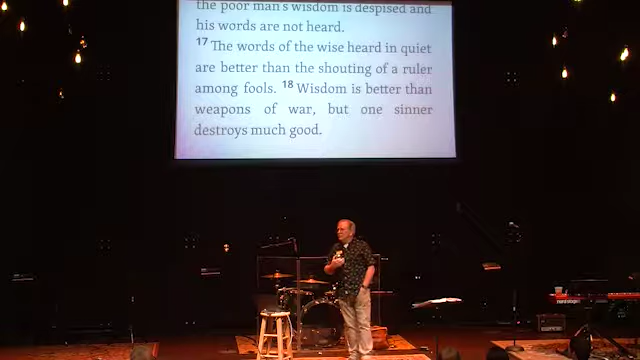 the poor man's wisdom is despised and
his words are not heard.
17 The words of the wise heard in quiet
are better than the shouting of a ruler
among fools. 18 Wisdom is better than
weapons of war, but one sinner
destroys much good.